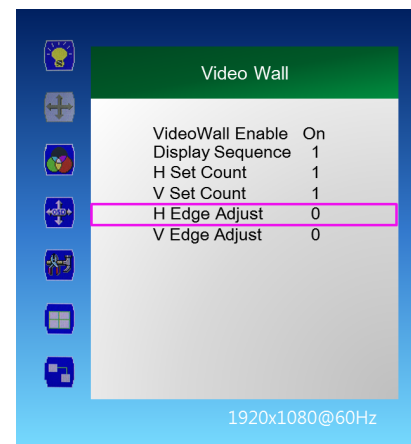 Video Wall
VideoWall Enable On
Display Sequence 1
H Set Count 1
V Set Count 1
H Edge Adjust 0
V Edge Adjust 0
1920x1080@60Hz